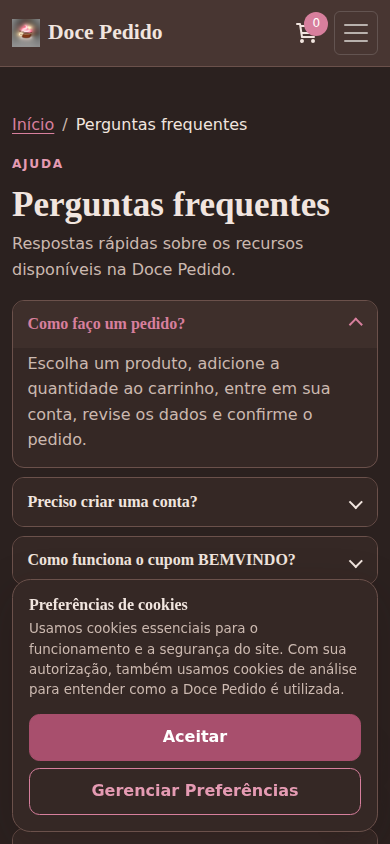 Doce Pedido
0
Início / Perguntas frequentes
AJUDA
Perguntas frequentes
Respostas rápidas sobre os recursos
disponíveis na Doce Pedido.
Como faço um pedido?
Escolha um produto, adicione a
quantidade ao carrinho, entre em sua
conta, revise os dados e confirme o
pedido.
Preciso criar uma conta?
Como funciona o cupom BEMVINDO?
Preferências de cookies
Usamos cookies essenciais para o
funcionamento e a segurança do site. Com sua
autorização, também usamos cookies de análise
para entender como a Doce Pedido é utilizada.
Aceitar
Gerenciar Preferências